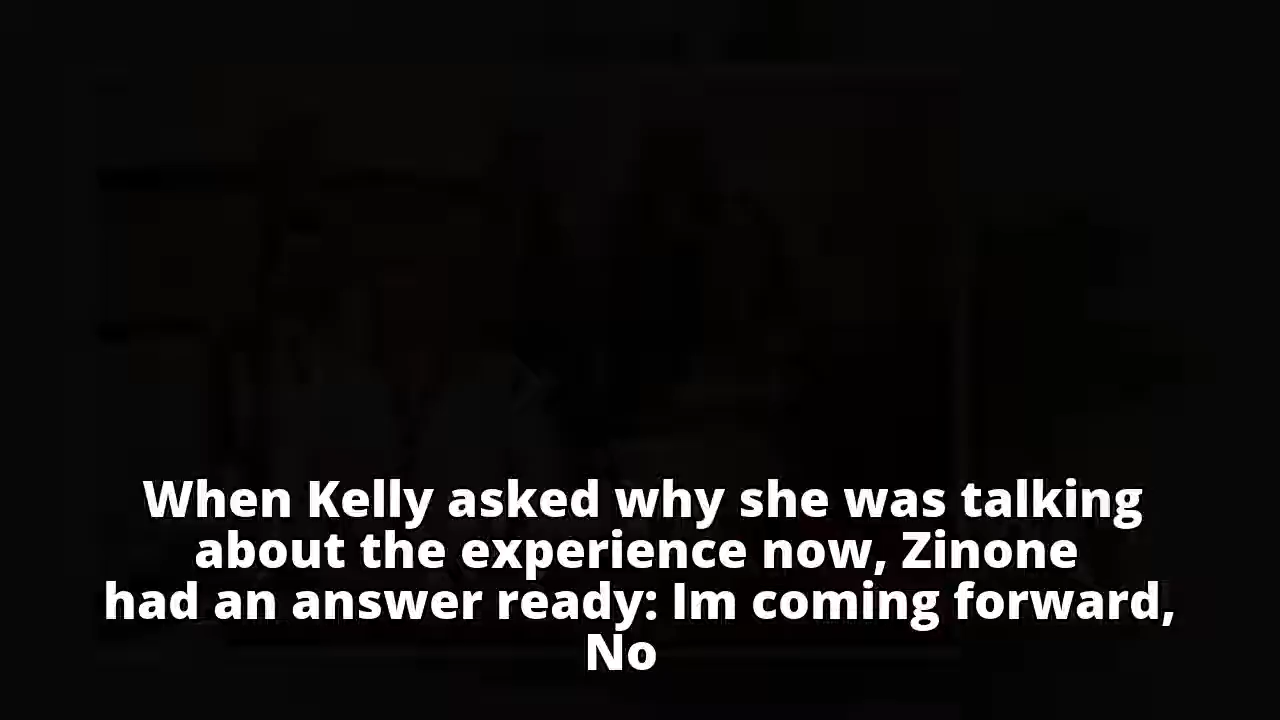 When Kelly asked why she was talking
about the experience now, Zinone
had an answer ready: Im coming forward,
No